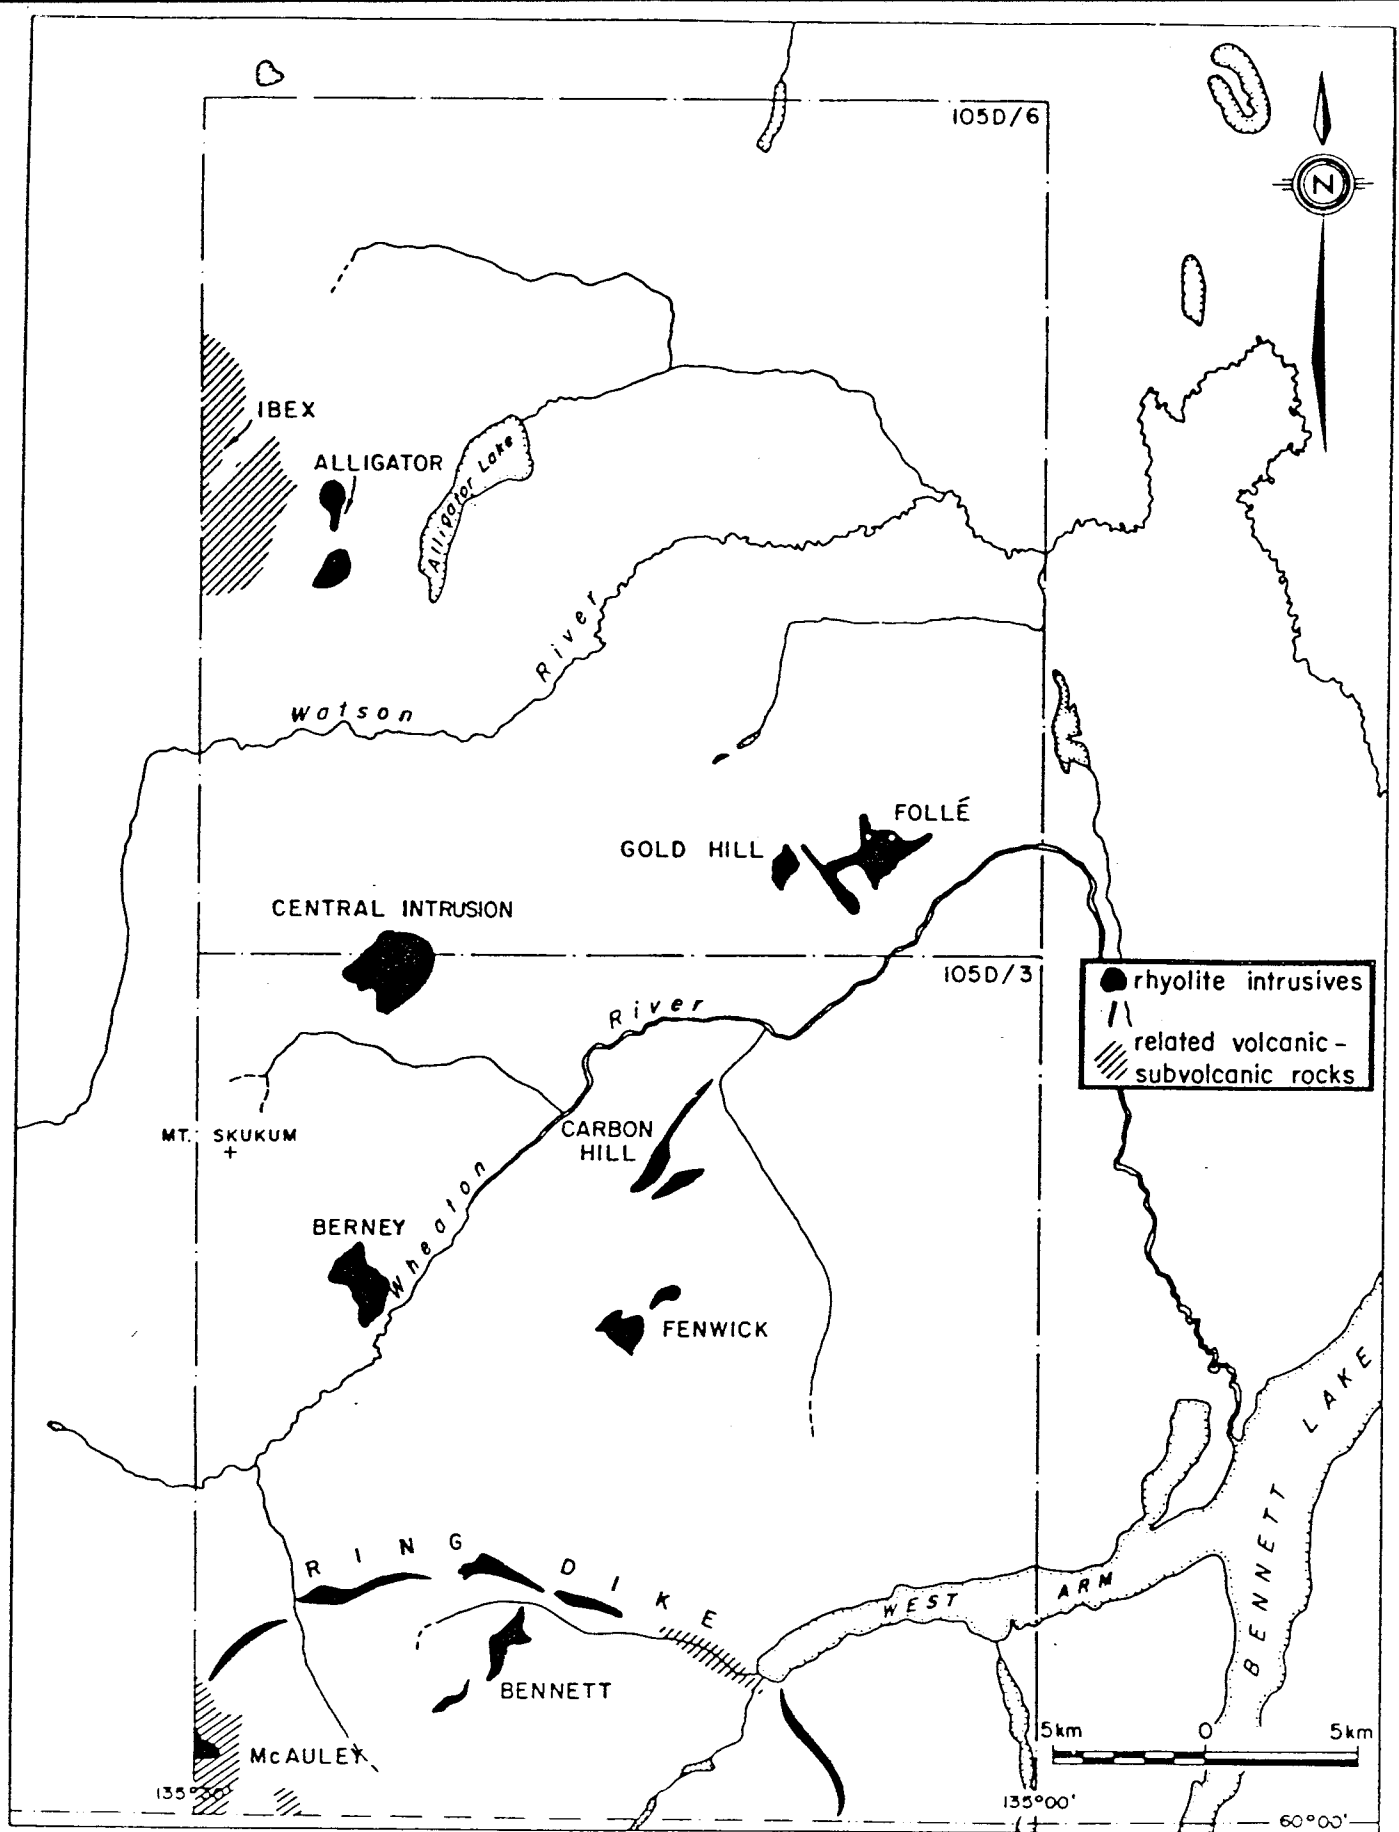 105D/6
N
IBEX
ALLIGATOR
Alligator Lake
River
Watson
FOLLÉ
GOLD HILL
CENTRAL INTRUSION
105D/3
rhyolite intrusives
related volcanic -
subvolcanic rocks
River
CARBON
HILL
MT. SKUKUM
Wheaton
BERNEY
FENWICK
BENNETT LAKE
RING DIKE
WEST ARM
BENNETT
McAULEY
5km 0 5km
135°30'
135°00'
60°00'